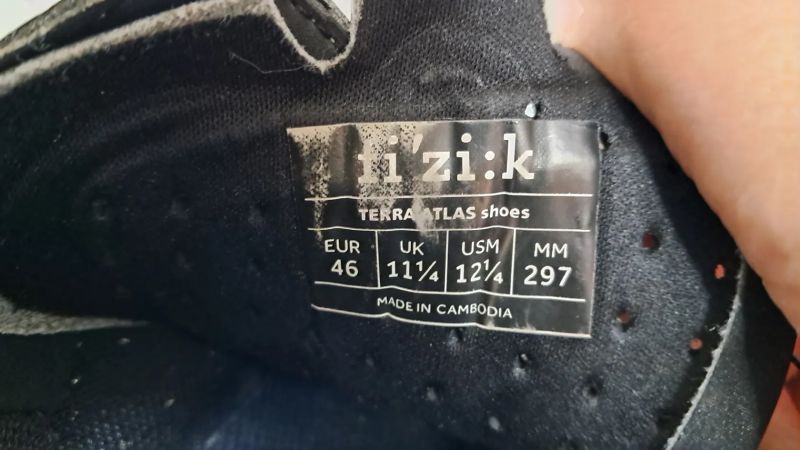 fi'zi:k
TERRA ATLAS shoes
EUR UK USM MM
46 11¼ 12¼ 297
MADE IN CAMBODIA